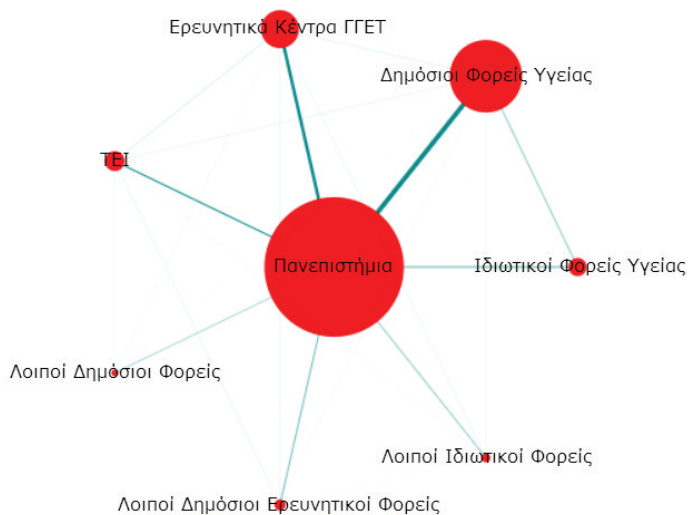 Ερευνητικά Κέντρα ΓΓΕΤ
Δημόσιοι Φορείς Υγείας
ΤΕΙ
Πανεπιστήμια
Ιδιωτικοί Φορείς Υγείας
Λοιποί Δημόσιοι Φορείς
Λοιποί Ιδιωτικοί Φορείς
Λοιποί Δημόσιοι Ερευνητικοί Φορείς